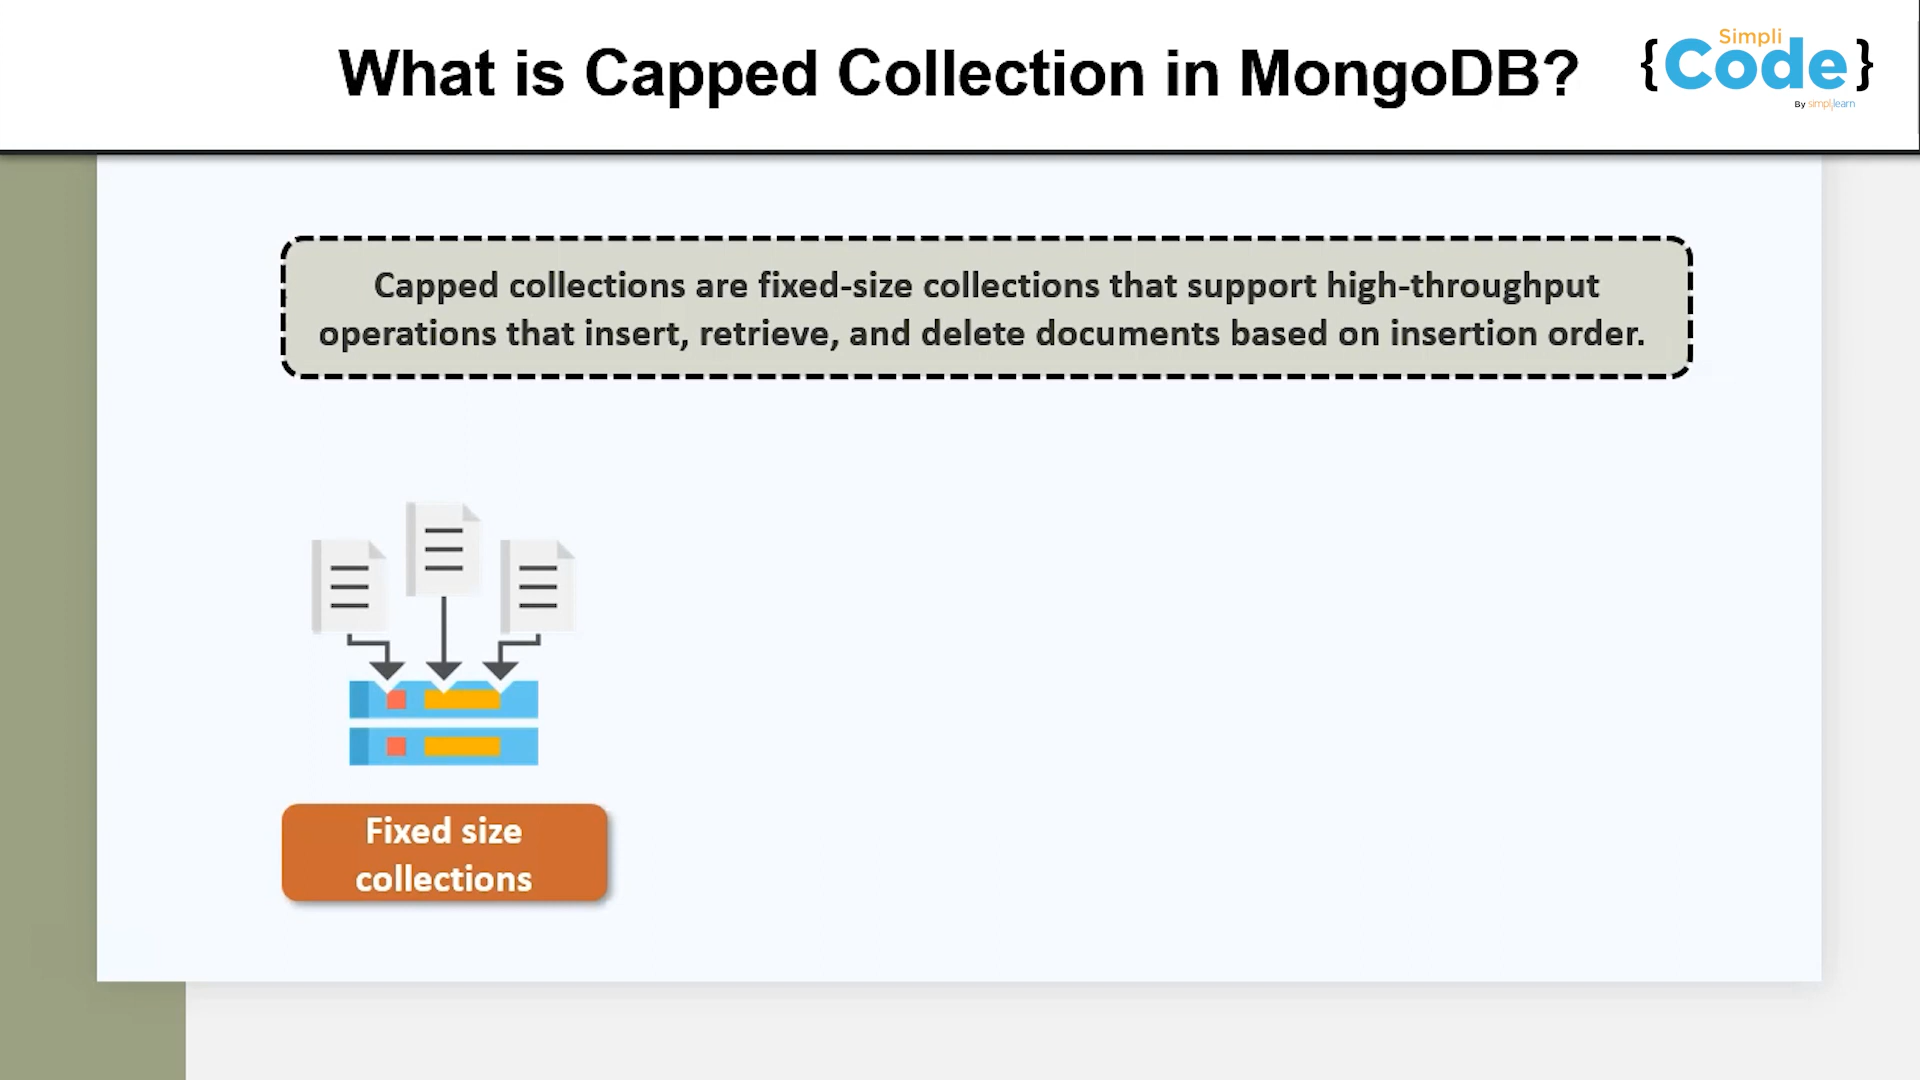 What is Capped Collection in MongoDB?
Simpli
{Code}
By simplilearn
Capped collections are fixed-size collections that support high-throughput
operations that insert, retrieve, and delete documents based on insertion order.
Fixed size
collections